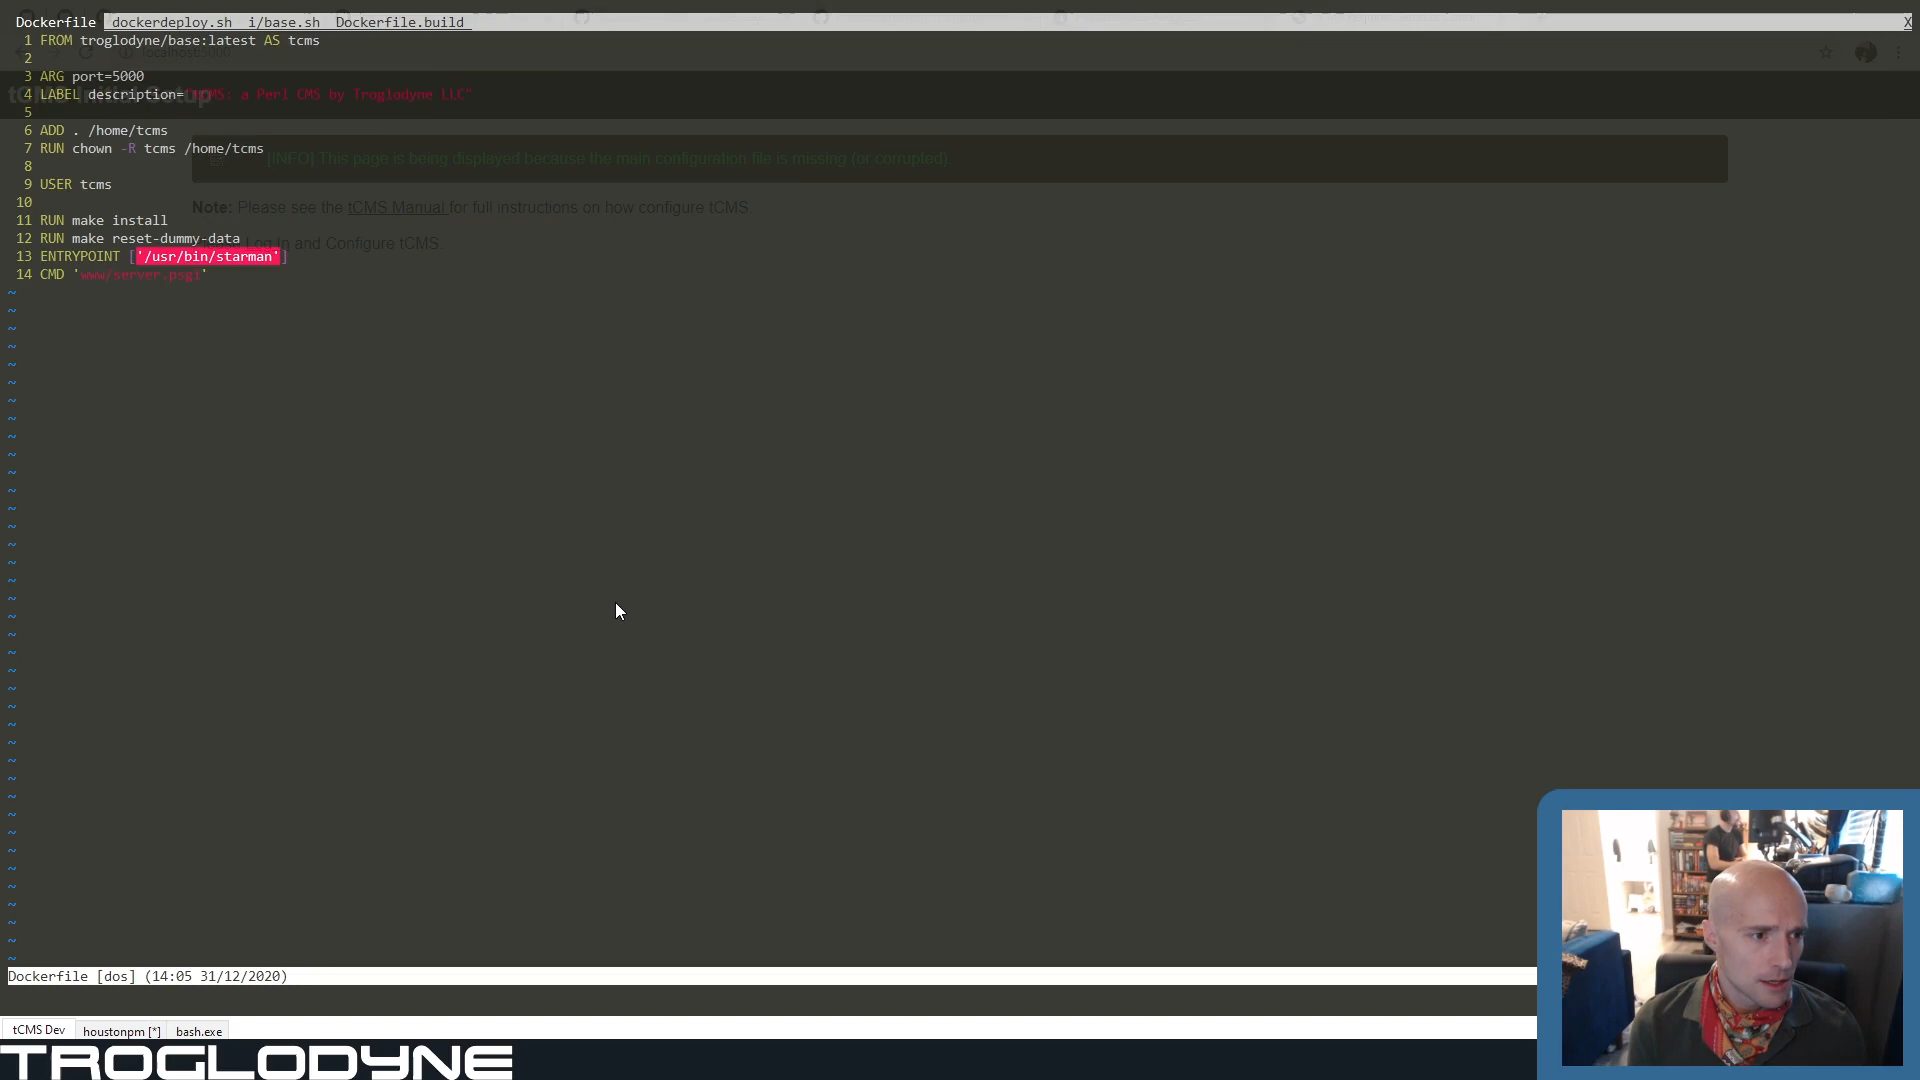 Dockerfile dockerdeploy.sh i/base.sh Dockerfile.build X
1 FROM troglodyne/base:latest AS tcms
2
3 ARG port=5000
4 LABEL description="tCMS: a Perl CMS by Troglodyne LLC"
5
6 ADD . /home/tcms
7 RUN chown -R tcms /home/tcms
8
9 USER tcms
10
11 RUN make install
12 RUN make reset-dummy-data
13 ENTRYPOINT ['/usr/bin/starman']
14 CMD 'www/server.psgi'
tCMS Initial Setup
[INFO] This page is being displayed because the main configuration file is missing (or corrupted).
Note: Please see the tCMS Manual for full instructions on how configure tCMS.
Log In and Configure tCMS
Dockerfile [dos] (14:05 31/12/2020)
tCMS Dev houstonpm [*] bash.exe
TROGLODYNE